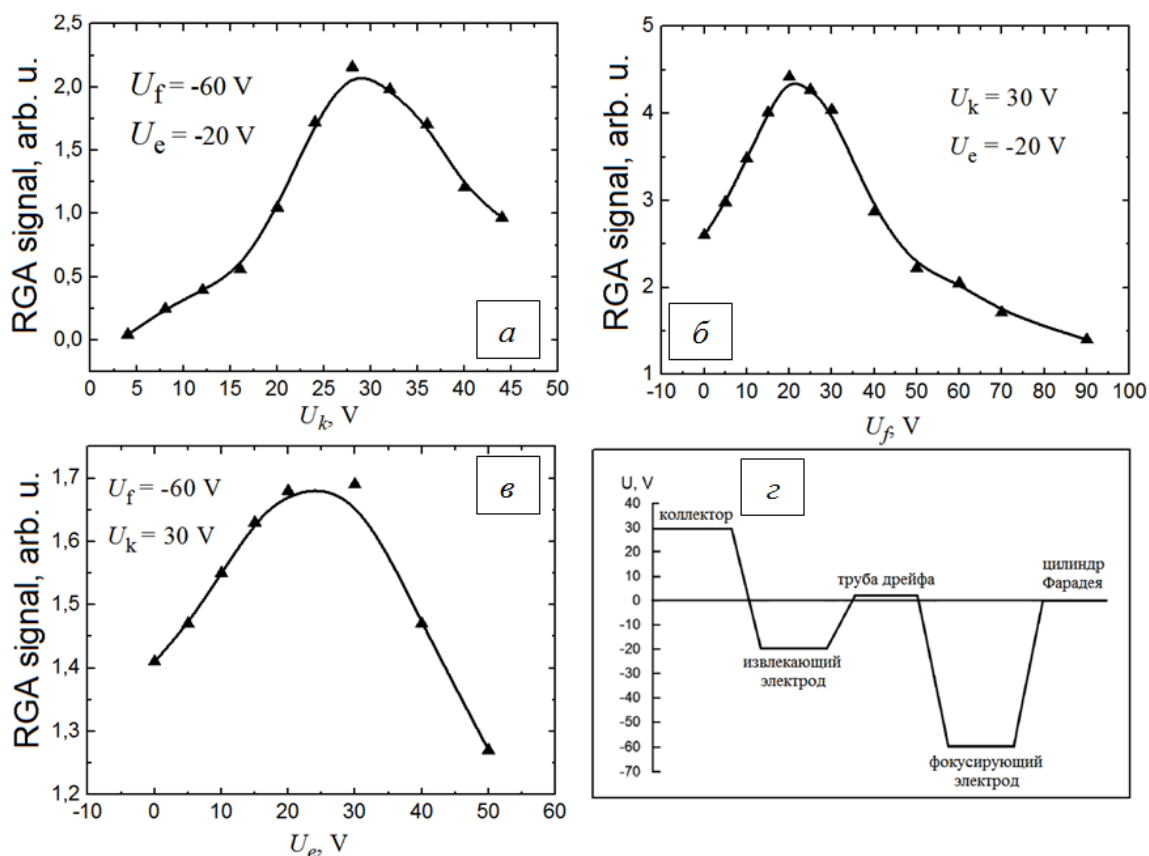 2,5
2,0
1,5
1,0
0,5
0,0
RGA signal, arb. u.
U_f = -60 V
U_e = -20 V
а
0 5 10 15 20 25 30 35 40 45 50
U_k, V
5
4
3
2
1
RGA signal, arb. u.
U_k = 30 V
U_e = -20 V
б
-10 0 10 20 30 40 50 60 70 80 90 100
U_f, V
1,7
1,6
1,5
1,4
1,3
1,2
RGA signal, arb. u.
U_f = -60 V
U_k = 30 V
в
-10 0 10 20 30 40 50 60
U_e, V
U, V
г
40
30
20
10
0
-10
-20
-30
-40
-50
-60
-70
коллектор
труба дрейфа
цилиндр
Фарадея
извлекающий
электрод
фокусирующий
электрод